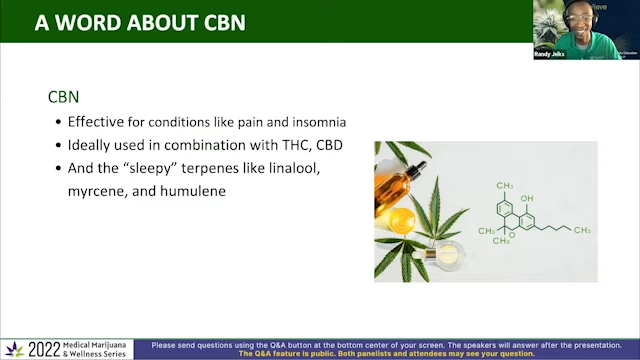 A WORD ABOUT CBN
Randy Jelks
CBN
• Effective for conditions like pain and insomnia
• Ideally used in combination with THC, CBD
• And the “sleepy” terpenes like linalool,
myrcene, and humulene
CH₃
OH
CH₃
CH₃
O
CH₃
2022 Medical Marijuana
& Wellness Series
Please send questions using the Q&A button at the bottom center of your screen. The speakers will answer after the presentation.
The Q&A feature is public. Both panelists and attendees may see your question.